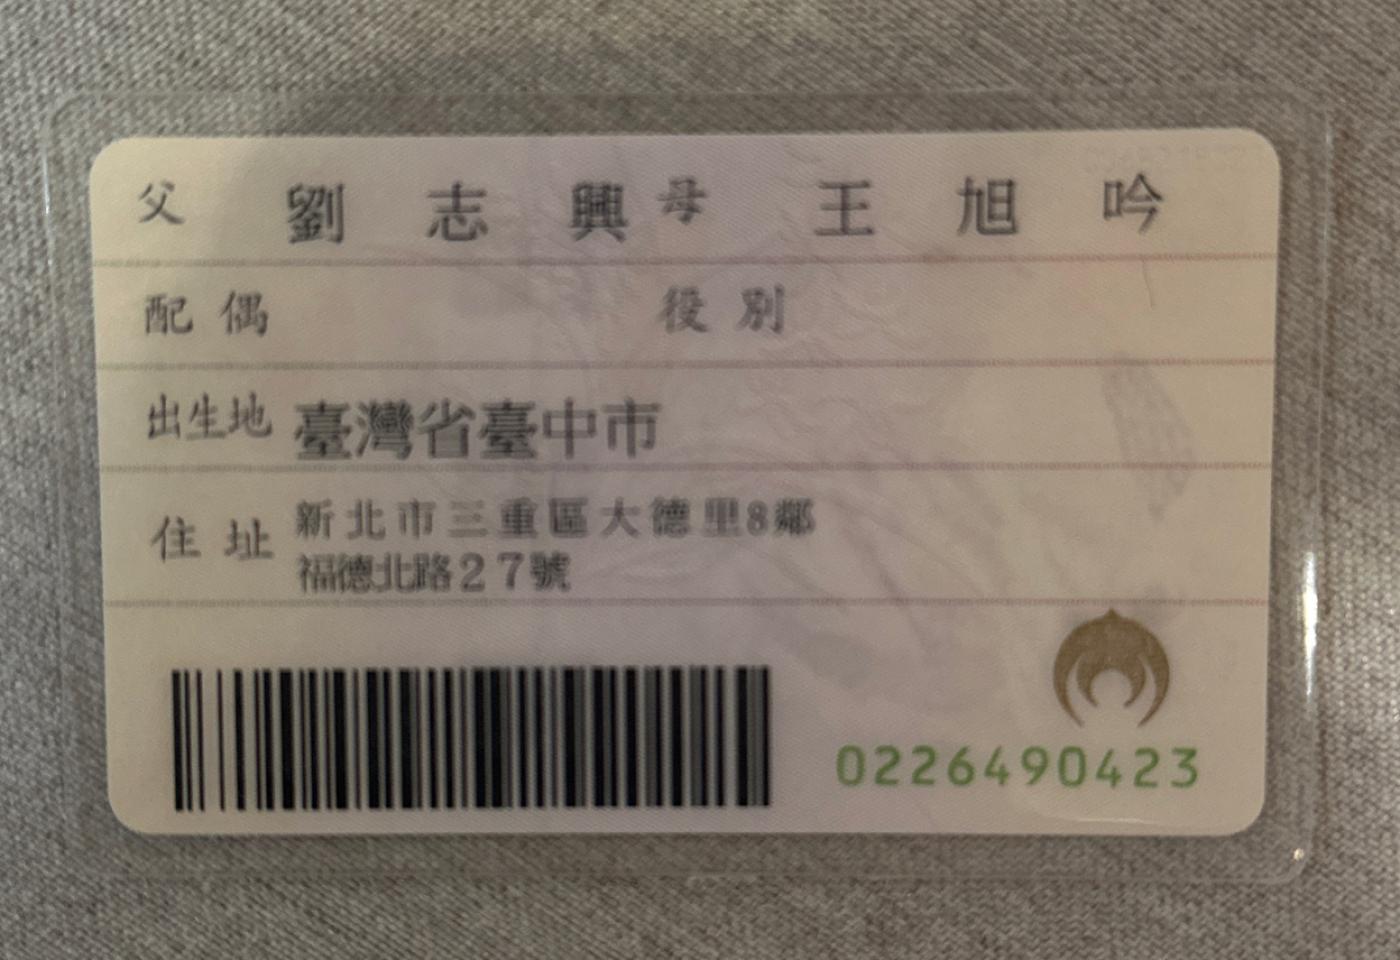 父 劉志興 母 王旭吟
配偶 役別
出生地 臺灣省臺中市
住址 新北市三重區大德里8鄰
福德北路27號
0226490423